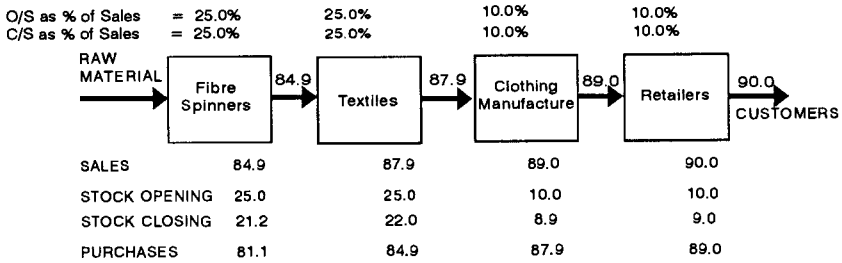 O/S as % of Sales = 25.0% 25.0% 10.0% 10.0%
C/S as % of Sales = 25.0% 25.0% 10.0% 10.0%
RAW
MATERIAL
Fibre
Spinners
84.9
Textiles
87.9
Clothing
Manufacture
89.0
Retailers
90.0
CUSTOMERS
SALES 84.9 87.9 89.0 90.0
STOCK OPENING 25.0 25.0 10.0 10.0
STOCK CLOSING 21.2 22.0 8.9 9.0
PURCHASES 81.1 84.9 87.9 89.0